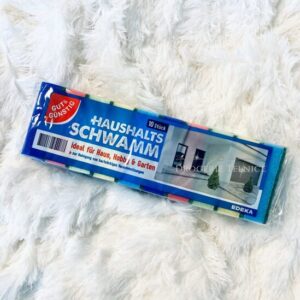 GUT&
GÜNSTIG
10 Stück
HAUSHALTS
SCHWAMM
Ideal für Haus, Hobby & Garten
EDEKA